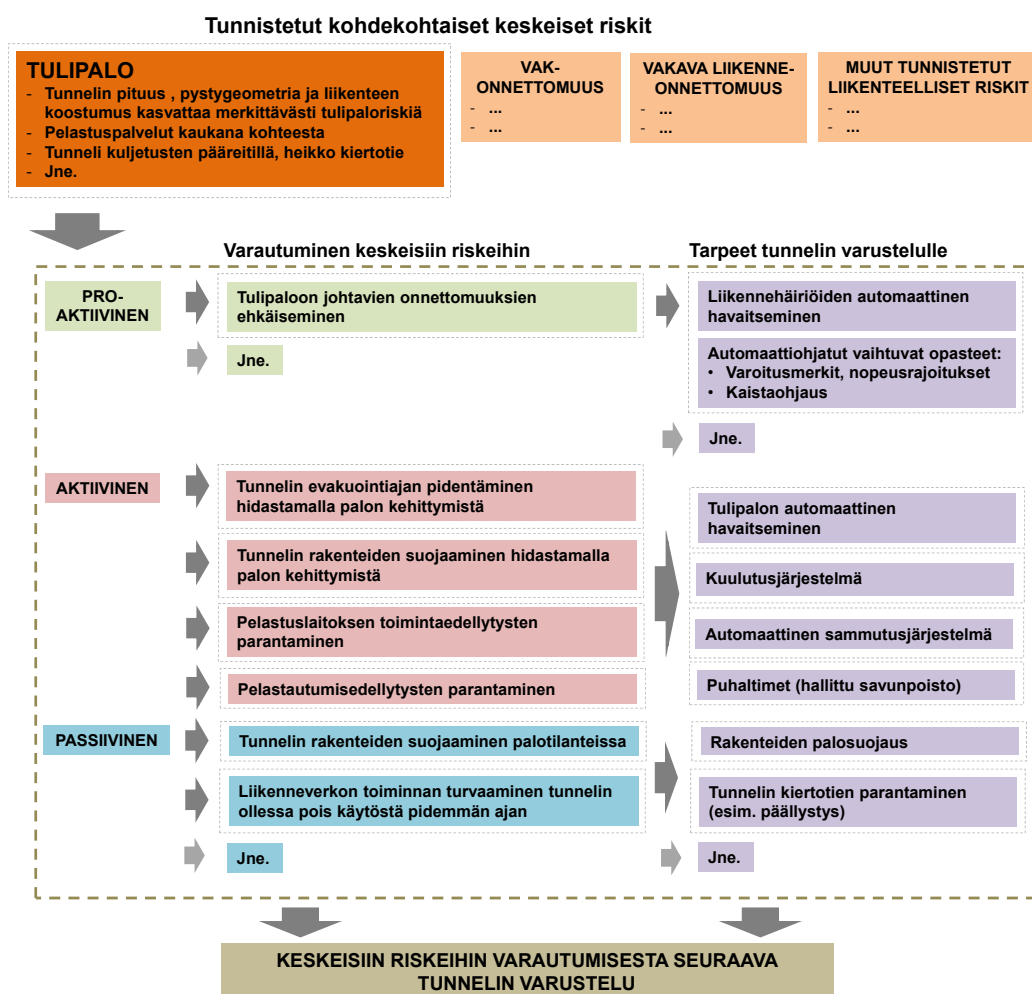 Tunnistetut kohdekohtaiset keskeiset riskit
TULIPALO
- Tunnelin pituus , pystygeometria ja liikenteen
koostumus kasvattaa merkittävästi tulipaloriskiä
- Pelastuspalvelut kaukana kohteesta
- Tunneli kuljetusten pääreitillä, heikko kiertotie
- Jne.
VAK-
ONNETTOMUUS
- ...
- ...
VAKAVA LIIKENNE-
ONNETTOMUUS
- ...
- ...
MUUT TUNNISTETUT
LIIKENTEELLISET RISKIT
- ...
- ...
Varautuminen keskeisiin riskeihin
Tarpeet tunnelin varustelulle
PRO-
AKTIIVINEN
Tulipaloon johtavien onnettomuuksien
ehkäiseminen
Jne.
Liikennehäiriöiden automaattinen
havaitseminen
Automaattiohjatut vaihtuvat opasteet:
• Varoitusmerkit, nopeusrajoitukset
• Kaistaohjaus
Jne.
AKTIIVINEN
Tunnelin evakuointiajan pidentäminen
hidastamalla palon kehittymistä
Tunnelin rakenteiden suojaaminen hidastamalla
palon kehittymistä
Pelastuslaitoksen toimintaedellytysten
parantaminen
Pelastautumisedellytysten parantaminen
Tulipalon automaattinen
havaitseminen
Kuulutusjärjestelmä
Automaattinen sammutusjärjestelmä
Puhaltimet (hallittu savunpoisto)
PASSIIVINEN
Tunnelin rakenteiden suojaaminen palotilanteissa
Liikenneverkon toiminnan turvaaminen tunnelin
ollessa pois käytöstä pidemmän ajan
Jne.
Rakenteiden palosuojaus
Tunnelin kiertotien parantaminen
(esim. päällystys)
Jne.
KESKEISIIN RISKEIHIN VARAUTUMISESTA SEURAAVA
TUNNELIN VARUSTELU